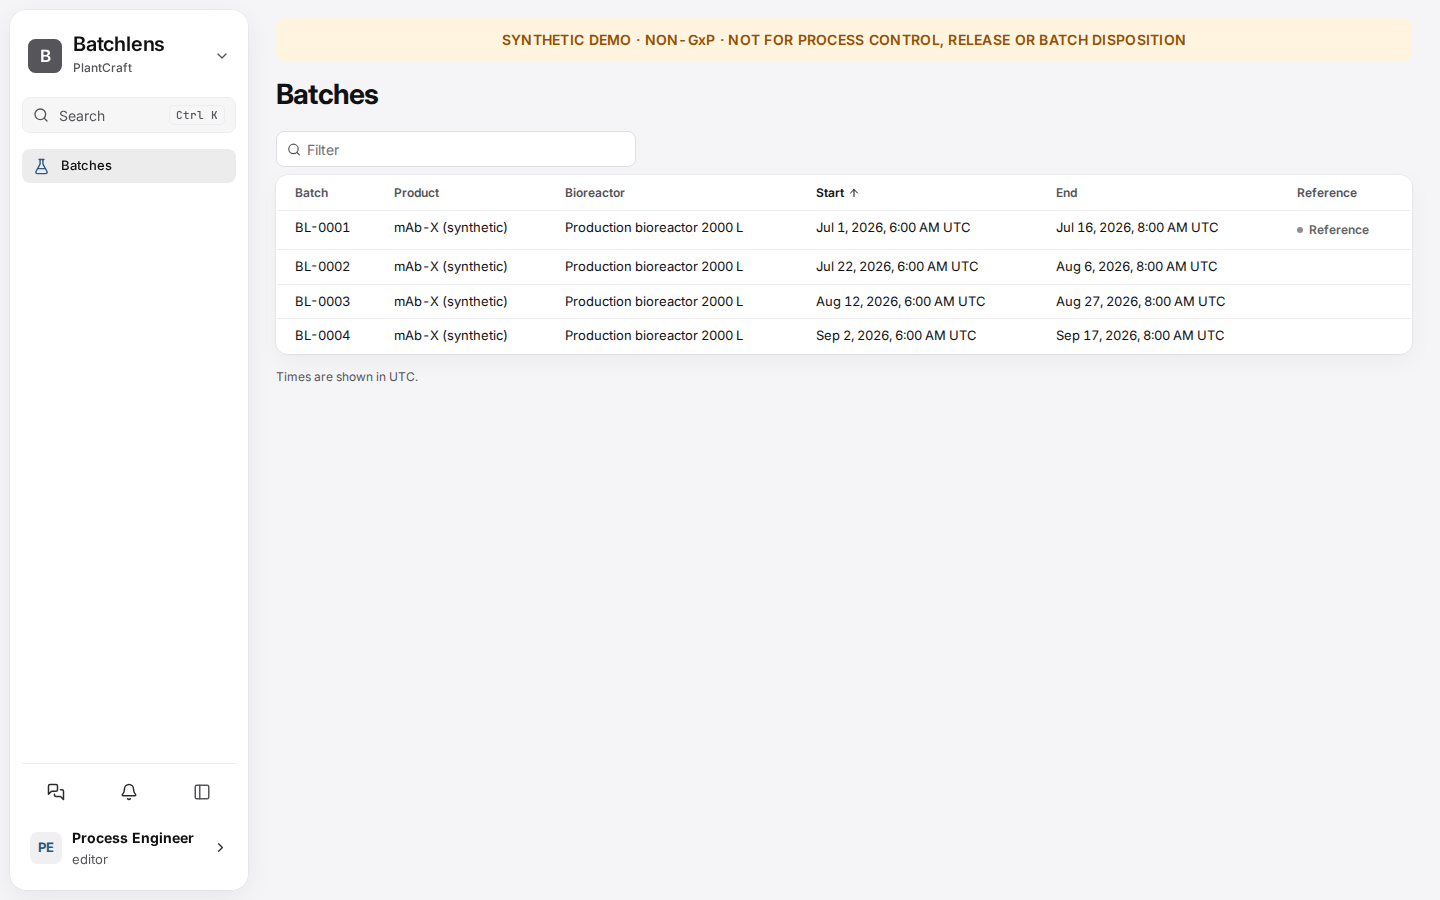 B
Batchlens
PlantCraft
Search
Ctrl K
Batches
Process Engineer
PE
editor
SYNTHETIC DEMO · NON-GxP · NOT FOR PROCESS CONTROL, RELEASE OR BATCH DISPOSITION
Batches
Filter
Batch Product Bioreactor Start ↑ End Reference
BL-0001 mAb-X (synthetic) Production bioreactor 2000 L Jul 1, 2026, 6:00 AM UTC Jul 16, 2026, 8:00 AM UTC Reference
BL-0002 mAb-X (synthetic) Production bioreactor 2000 L Jul 22, 2026, 6:00 AM UTC Aug 6, 2026, 8:00 AM UTC
BL-0003 mAb-X (synthetic) Production bioreactor 2000 L Aug 12, 2026, 6:00 AM UTC Aug 27, 2026, 8:00 AM UTC
BL-0004 mAb-X (synthetic) Production bioreactor 2000 L Sep 2, 2026, 6:00 AM UTC Sep 17, 2026, 8:00 AM UTC
Times are shown in UTC.